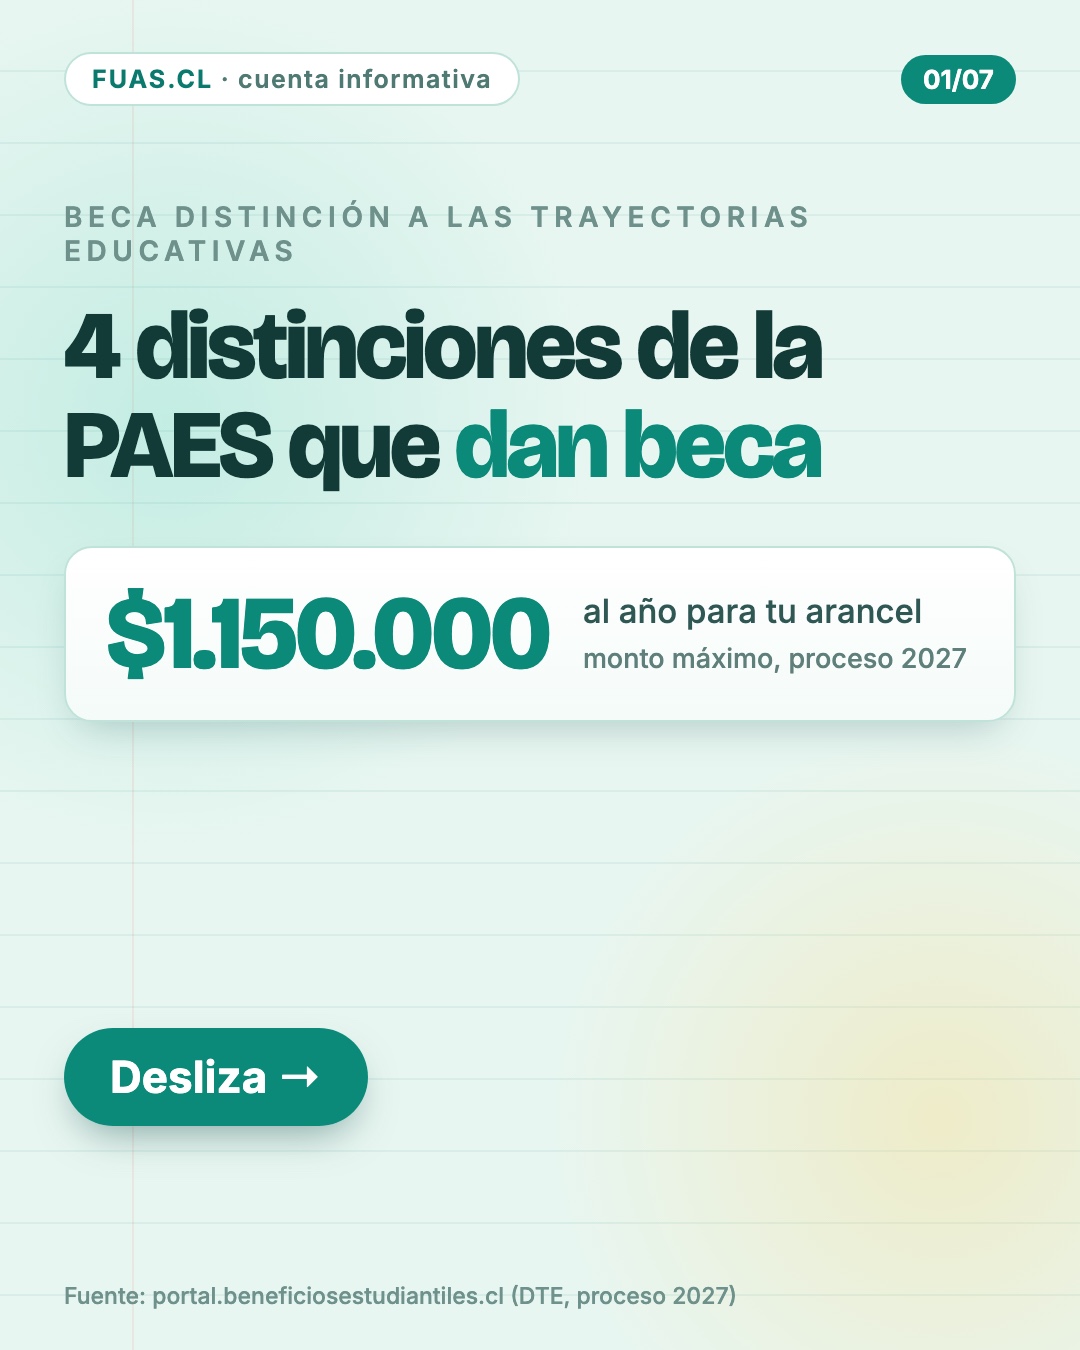 FUAS.CL · cuenta informativa
01/07
BECA DISTINCIÓN A LAS TRAYECTORIAS
EDUCATIVAS
4 distinciones de la
PAES que dan beca
$1.150.000
al año para tu arancel
monto máximo, proceso 2027
Desliza →
Fuente: portal.beneficiosestudiantiles.cl (DTE, proceso 2027)